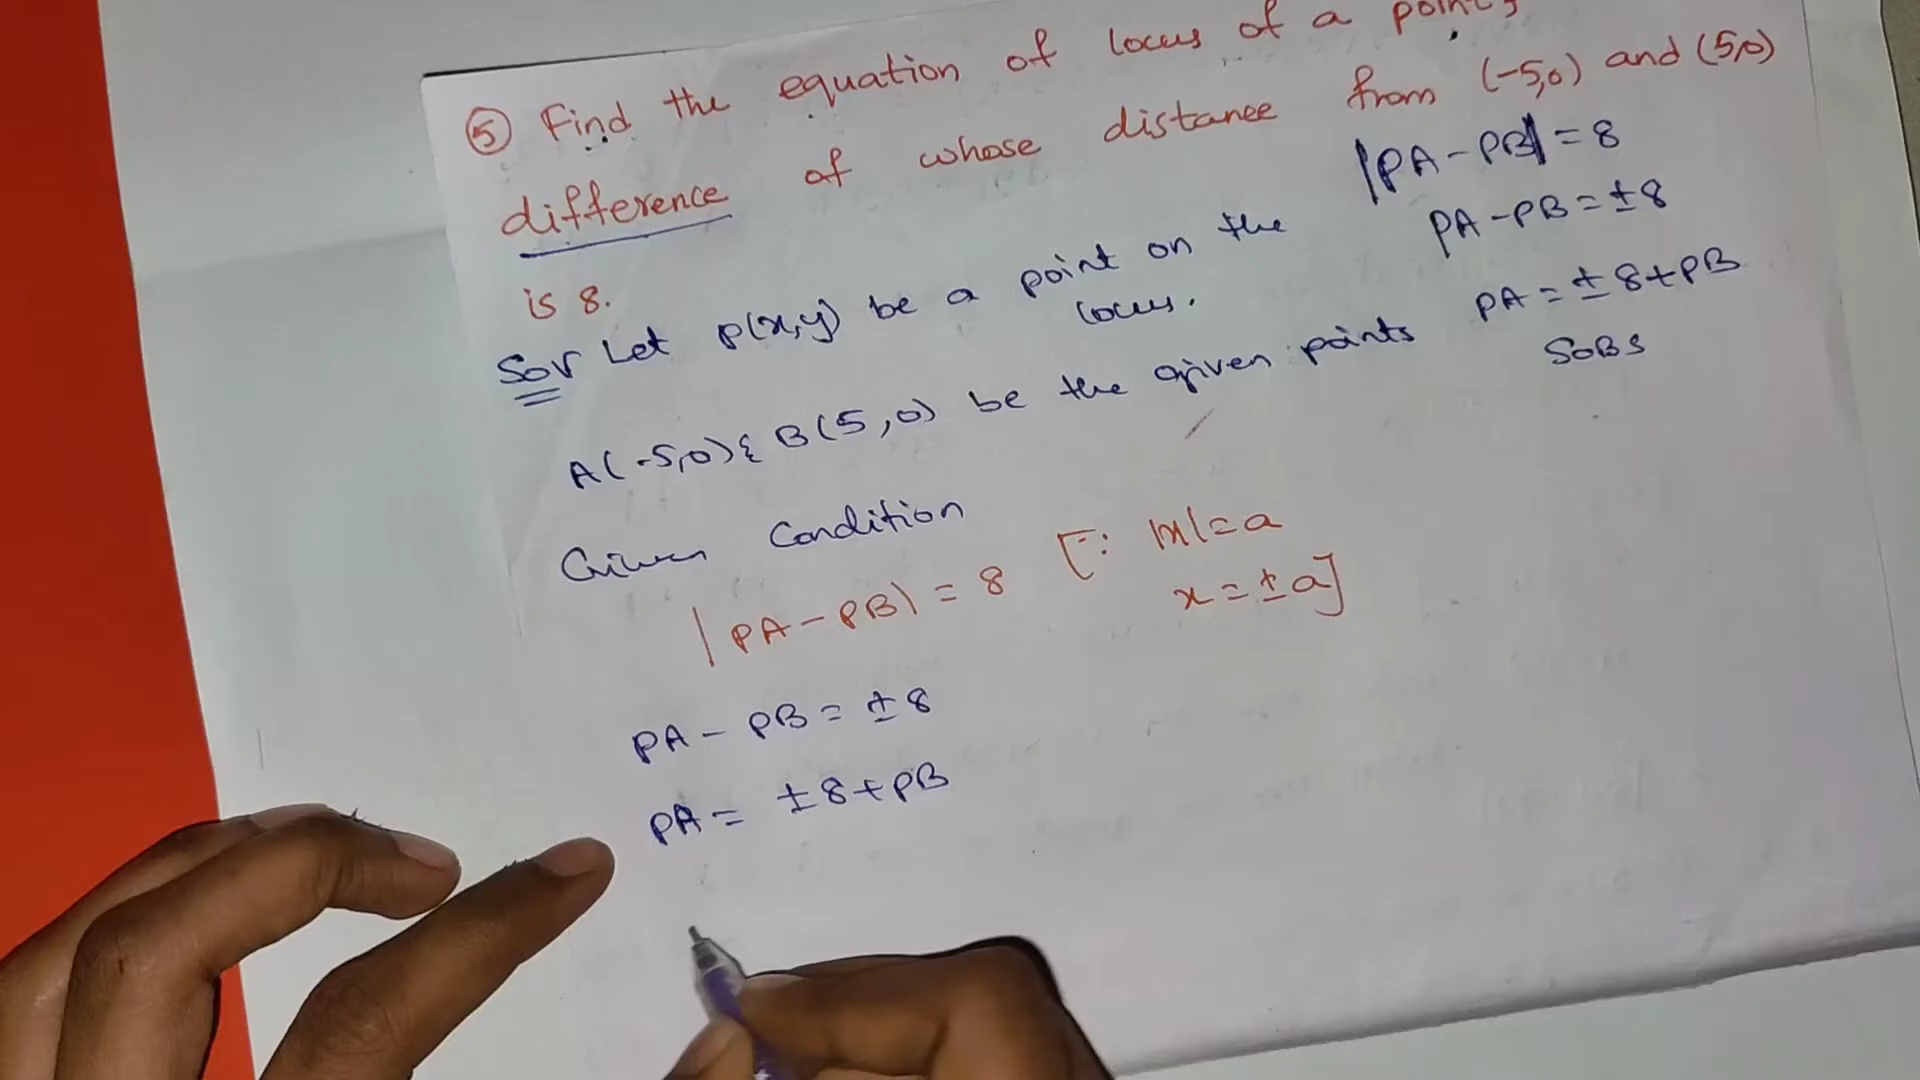 ⑤ Find the equation of locus of a point,
difference of whose distance from (-5,0) and (5,0)
is 8.
|PA-PB| = 8
PA-PB = ±8
PA = ±8+PB
SOBS
Sol Let P(x,y) be a point on the
locus.
A(-5,0) & B(5,0) be the given points
Given Condition
|PA-PB| = 8 [∵ |x|=a
x=±a]
PA - PB = ±8
PA = ±8+PB